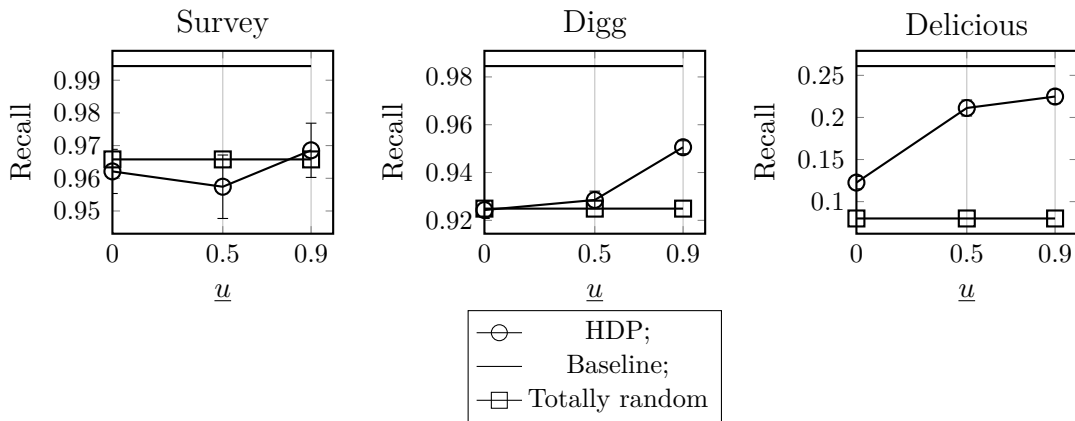 Survey
Recall
0.99
0.98
0.97
0.96
0.95
0
0.5
0.9
u
Digg
Recall
0.98
0.96
0.94
0.92
0
0.5
0.9
u
Delicious
Recall
0.25
0.2
0.15
0.1
0
0.5
0.9
u
HDP;
Baseline;
Totally random